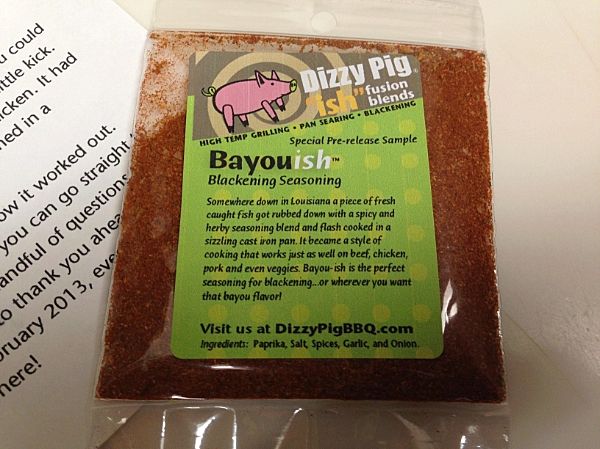 u could
ttle kick.
icken. It had
ned in a
ow it worked out.
you can go straight
andful of questions
to thank you ahea
bruary 2013, eve
here!
Dizzy Pig®
"ish" fusion
blends
HIGH TEMP GRILLING • PAN SEARING • BLACKENING
Special Pre-release Sample
Bayouish™
Blackening Seasoning
Somewhere down in Louisiana a piece of fresh
caught fish got rubbed down with a spicy and
herby seasoning blend and flash cooked in a
sizzling cast iron pan. It became a style of
cooking that works just as well on beef, chicken,
pork and even veggies. Bayou-ish is the perfect
seasoning for blackening...or wherever you want
that bayou flavor!
Visit us at DizzyPigBBQ.com
Ingredients: Paprika, Salt, Spices, Garlic, and Onion.